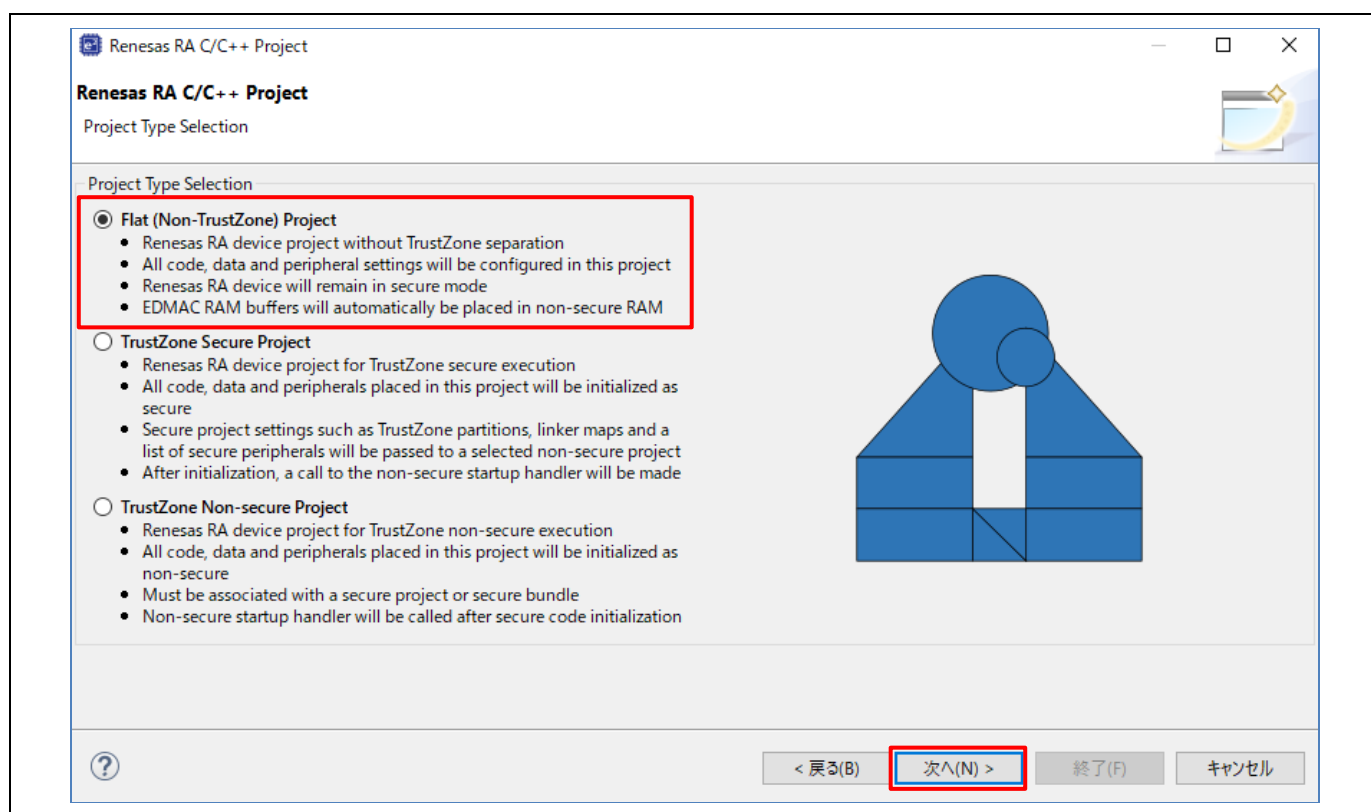 Renesas RA C/C++ Project
Renesas RA C/C++ Project
Project Type Selection
Project Type Selection
Flat (Non-TrustZone) Project
• Renesas RA device project without TrustZone separation
• All code, data and peripheral settings will be configured in this project
• Renesas RA device will remain in secure mode
• EDMAC RAM buffers will automatically be placed in non-secure RAM
TrustZone Secure Project
• Renesas RA device project for TrustZone secure execution
• All code, data and peripherals placed in this project will be initialized as
secure
• Secure project settings such as TrustZone partitions, linker maps and a
list of secure peripherals will be passed to a selected non-secure project
• After initialization, a call to the non-secure startup handler will be made
TrustZone Non-secure Project
• Renesas RA device project for TrustZone non-secure execution
• All code, data and peripherals placed in this project will be initialized as
non-secure
• Must be associated with a secure project or secure bundle
• Non-secure startup handler will be called after secure code initialization
? < 戻る(B) 次へ(N) > 終了(F) キャンセル